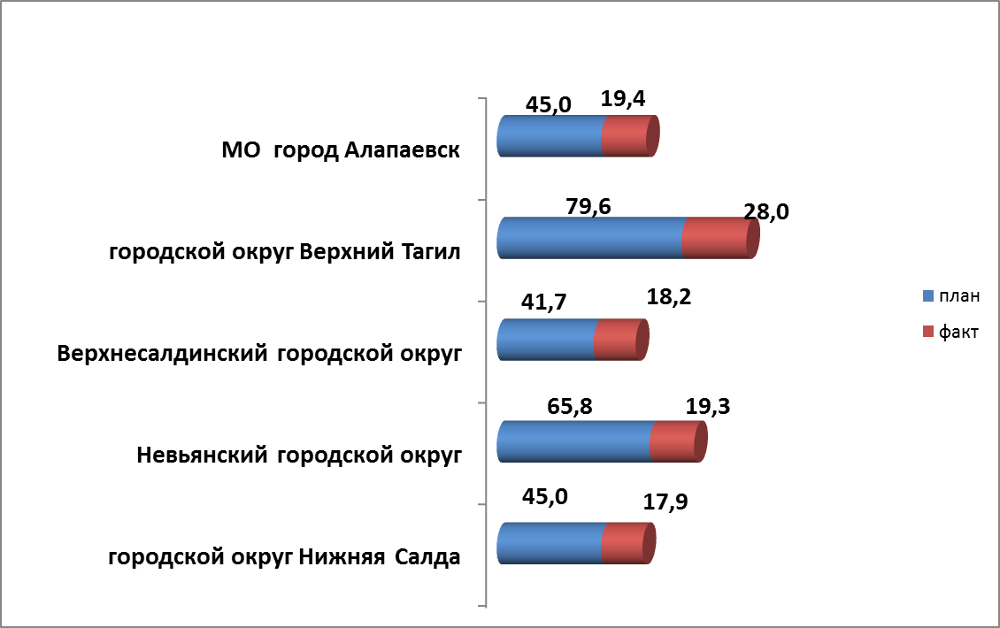 45,0 19,4
МО город Алапаевск
79,6 28,0
городской округ Верхний Тагил
41,7 18,2
Верхнесалдинский городской округ
65,8 19,3
Невьянский городской округ
45,0 17,9
городской округ Нижняя Салда
план
факт